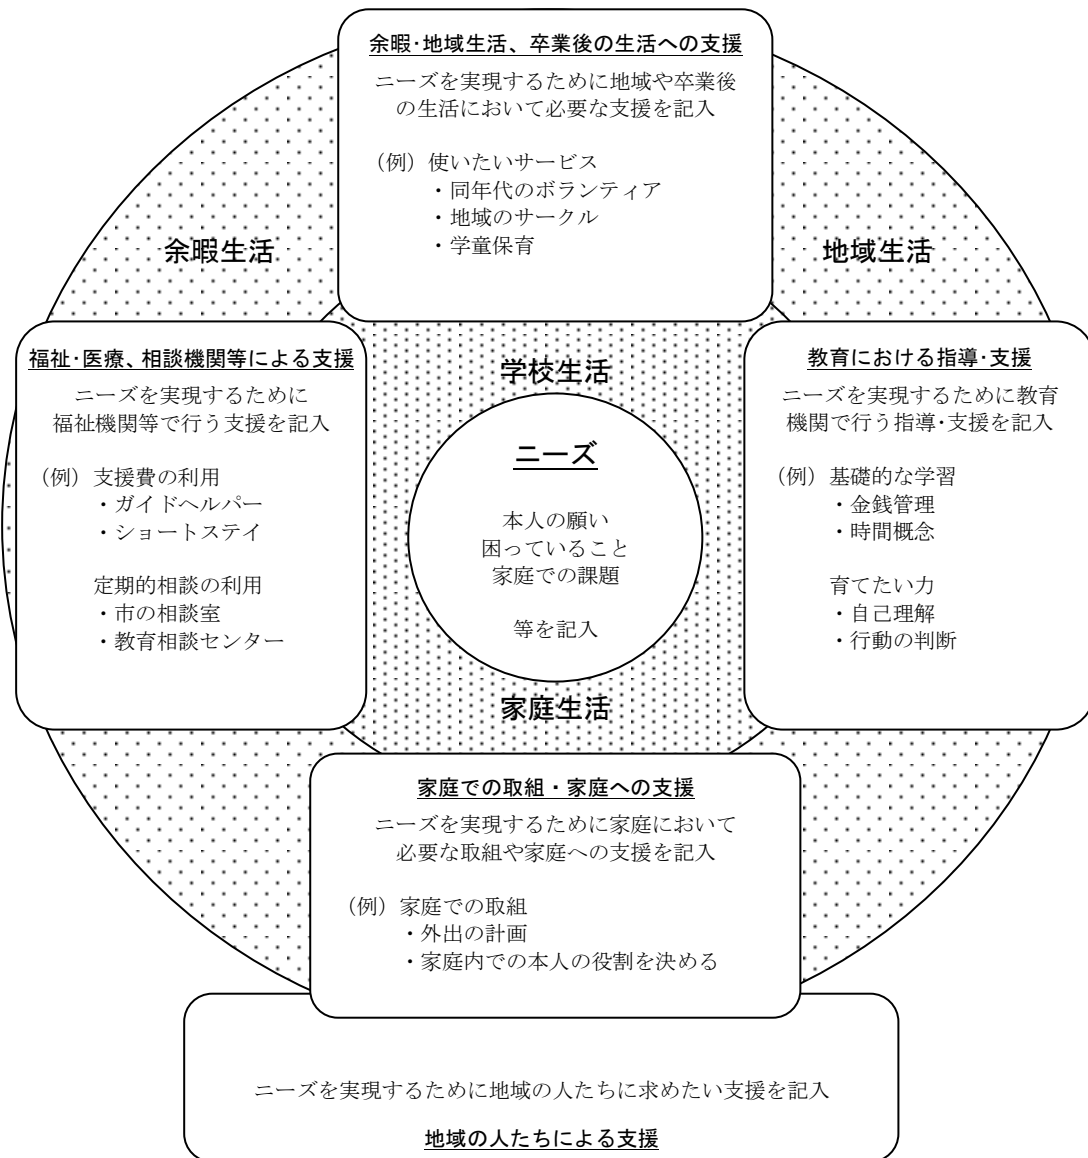 余暇・地域生活、卒業後の生活への支援
ニーズを実現するために地域や卒業後
の生活において必要な支援を記入
（例）使いたいサービス
・同年代のボランティア
・地域のサークル
・学童保育
余暇生活
地域生活
福祉・医療、相談機関等による支援
ニーズを実現するために
福祉機関等で行う支援を記入
（例）支援費の利用
・ガイドヘルパー
・ショートステイ
定期的相談の利用
・市の相談室
・教育相談センター
学校生活
ニーズ
本人の願い
困っていること
家庭での課題
等を記入
家庭生活
教育における指導・支援
ニーズを実現するために教育
機関で行う指導・支援を記入
（例）基礎的な学習
・金銭管理
・時間概念
育てたい力
・自己理解
・行動の判断
家庭での取組・家庭への支援
ニーズを実現するために家庭において
必要な取組や家庭への支援を記入
（例）家庭での取組
・外出の計画
・家庭内での本人の役割を決める
ニーズを実現するために地域の人たちに求めたい支援を記入
地域の人たちによる支援